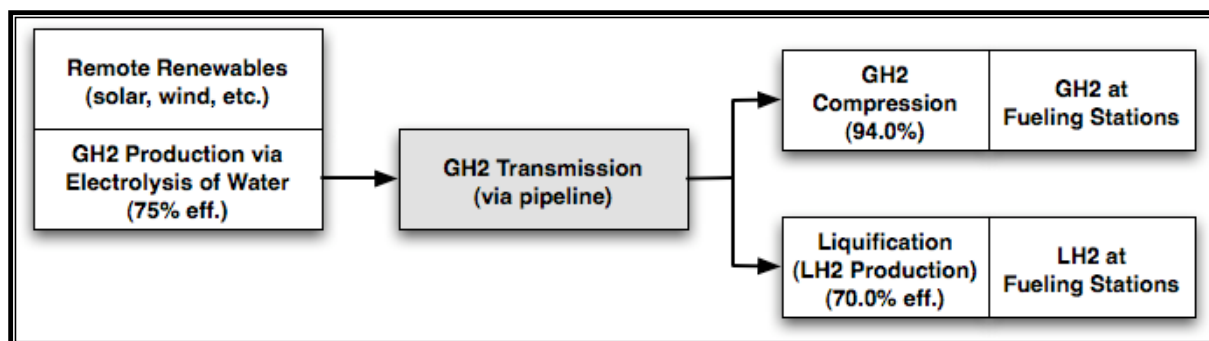 Remote Renewables
(solar, wind, etc.)
GH2 Production via
Electrolysis of Water
(75% eff.)
GH2 Transmission
(via pipeline)
GH2
Compression
(94.0%)
GH2 at
Fueling Stations
Liquification
(LH2 Production)
(70.0% eff.)
LH2 at
Fueling Stations